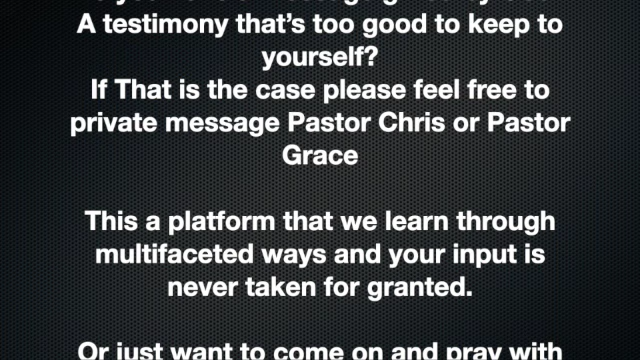 A testimony that's too good to keep to
yourself?
If That is the case please feel free to
private message Pastor Chris or Pastor
Grace
This a platform that we learn through
multifaceted ways and your input is
never taken for granted.
Or just want to come on and pray with